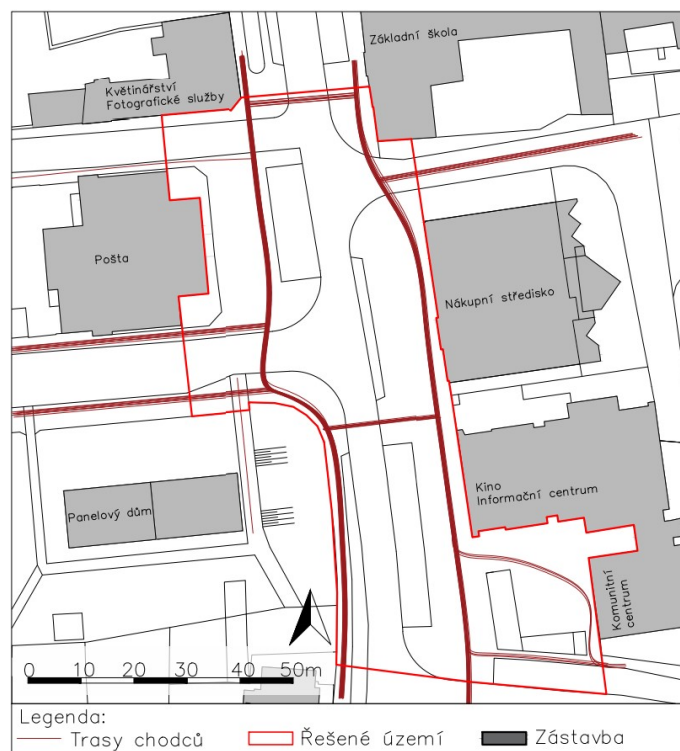 Základní škola
Květinářství
Fotografické služby
Pošta
Nákupní středisko
Kino
Informační centrum
Panelový dům
Komunitní
centrum
0 10 20 30 40 50m
Legenda:
Trasy chodců Řešené území Zástavba